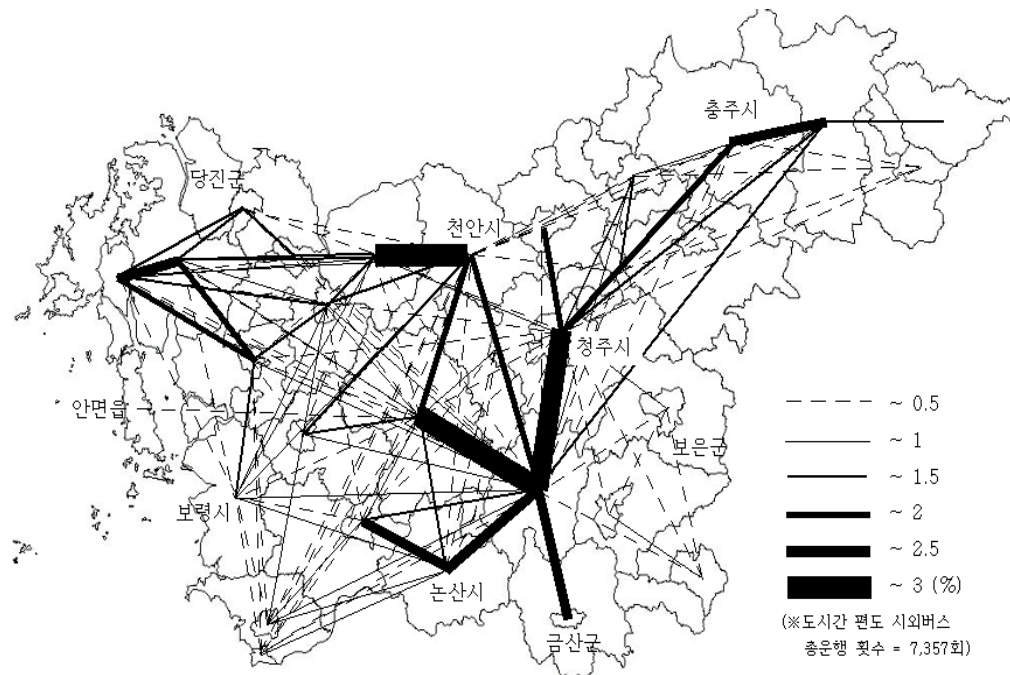 충주시
당진군
천안시
청주시
안면읍
보은군
보령시
논산시
금산군
~ 0.5
~ 1
~ 1.5
~ 2
~ 2.5
~ 3 (%)
(※도시간 편도 시외버스
총운행 횟수 = 7,357회)